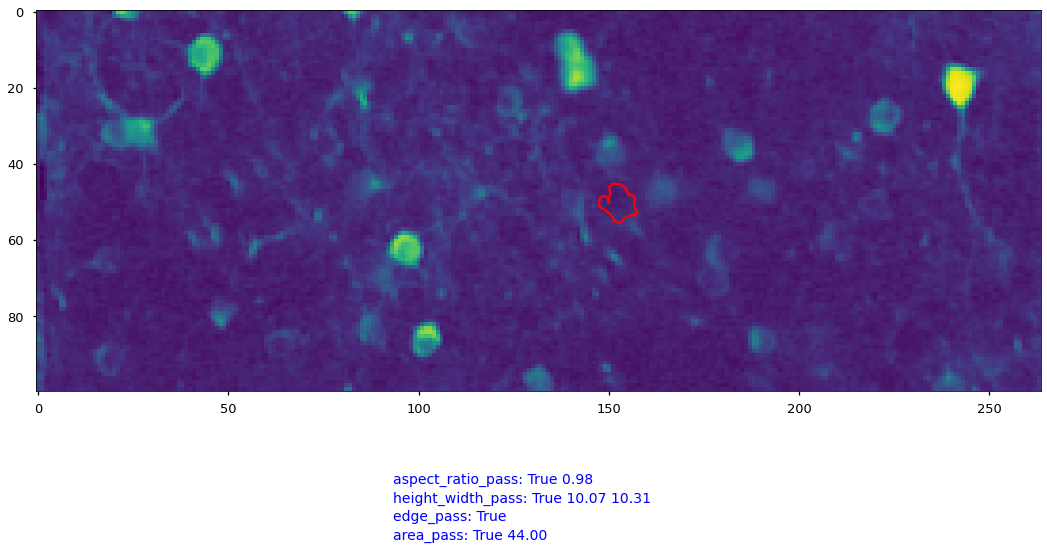 0
20
40
60
80
0 50 100 150 200 250
aspect_ratio_pass: True 0.98
height_width_pass: True 10.07 10.31
edge_pass: True
area_pass: True 44.00